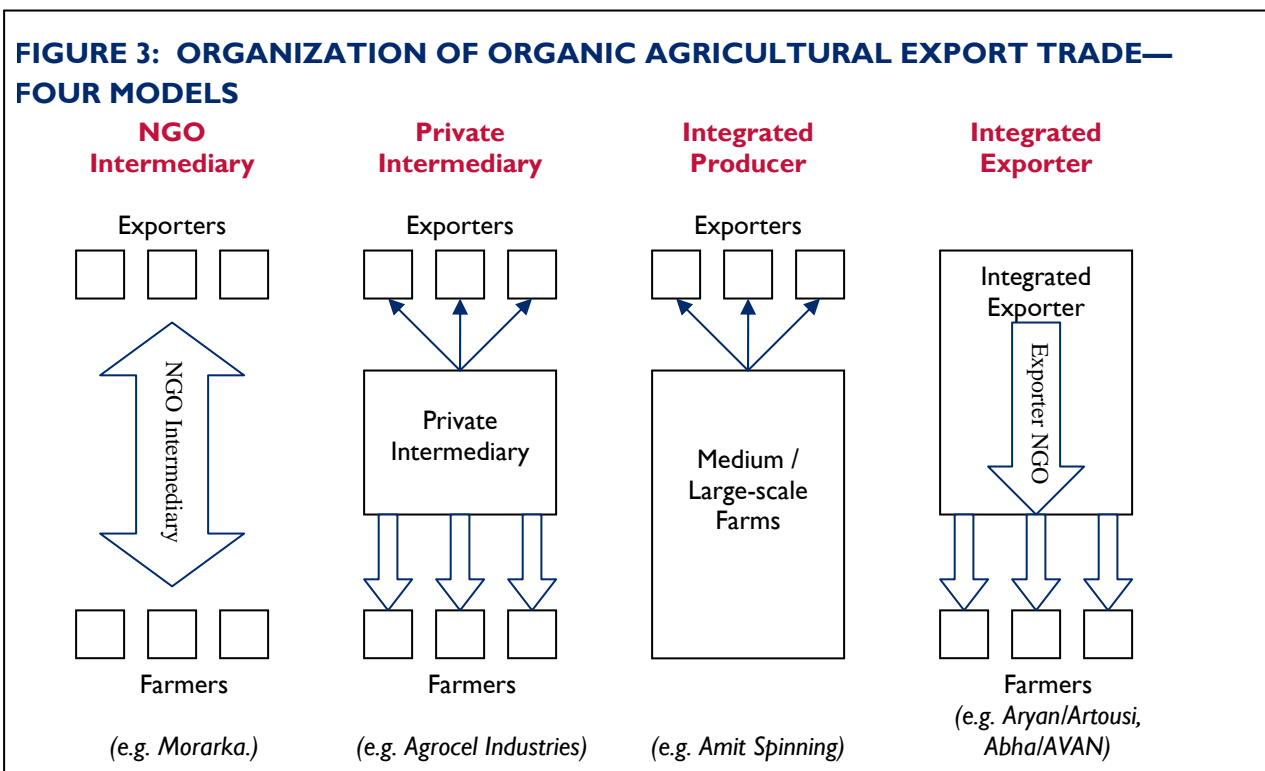 FIGURE 3: ORGANIZATION OF ORGANIC AGRICULTURAL EXPORT TRADE—
FOUR MODELS
NGO
Intermediary
Exporters
NGO Intermediary
Farmers
(e.g. Morarka.)
Private
Intermediary
Exporters
Private
Intermediary
Farmers
(e.g. Agrocel Industries)
Integrated
Producer
Exporters
Medium /
Large-scale
Farms
(e.g. Amit Spinning)
Integrated
Exporter
Integrated
Exporter
Exporter NGO
Farmers
(e.g. Aryan/Artousi,
Abha/AVAN)